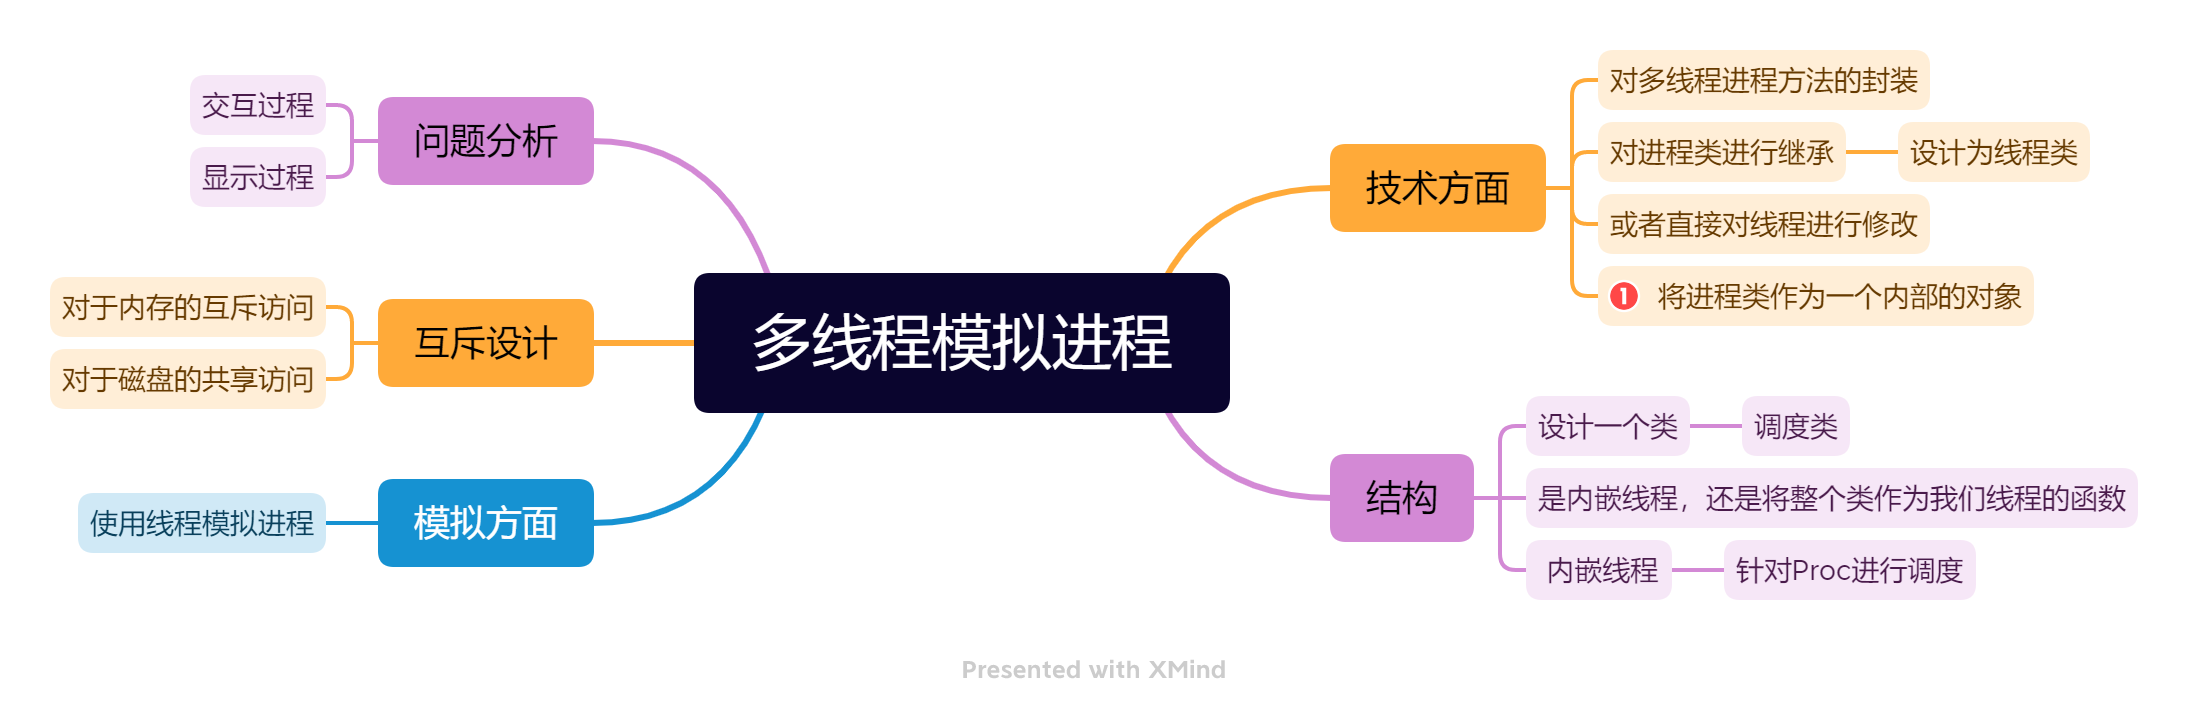 多线程模拟进程
问题分析
交互过程
显示过程
互斥设计
对于内存的互斥访问
对于磁盘的共享访问
模拟方面
使用线程模拟进程
技术方面
对多线程进程方法的封装
对进程类进行继承
设计为线程类
或者直接对线程进行修改
1 将进程类作为一个内部的对象
结构
设计一个类
调度类
是内嵌线程，还是将整个类作为我们线程的函数
内嵌线程
针对Proc进行调度
Presented with XMind